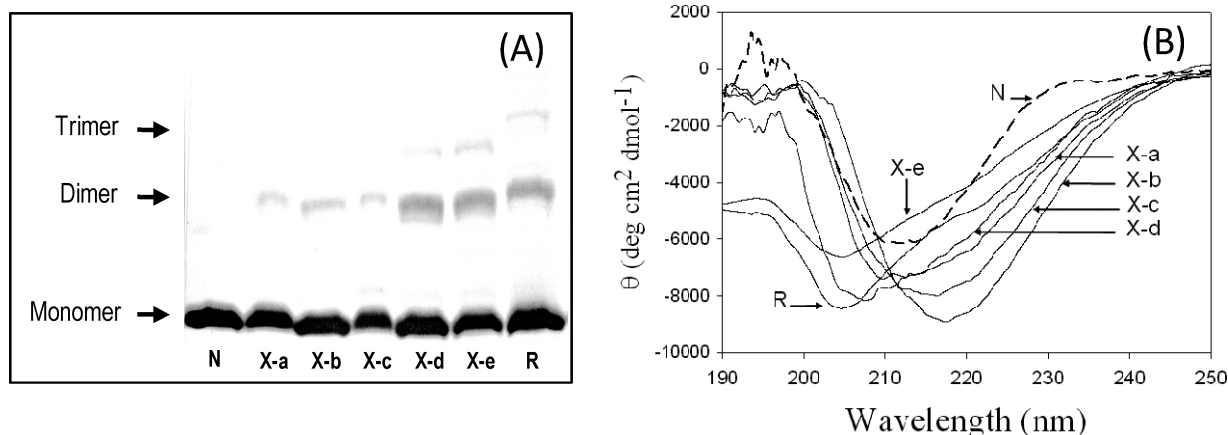 (A)
Trimer
Dimer
Monomer
N X-a X-b X-c X-d X-e R
(B)
2000
0
-2000
-4000
-6000
-8000
-10000
θ (deg cm² dmol⁻¹)
N
X-e
X-a
X-b
X-c
X-d
R
190 200 210 220 230 240 250
Wavelength (nm)